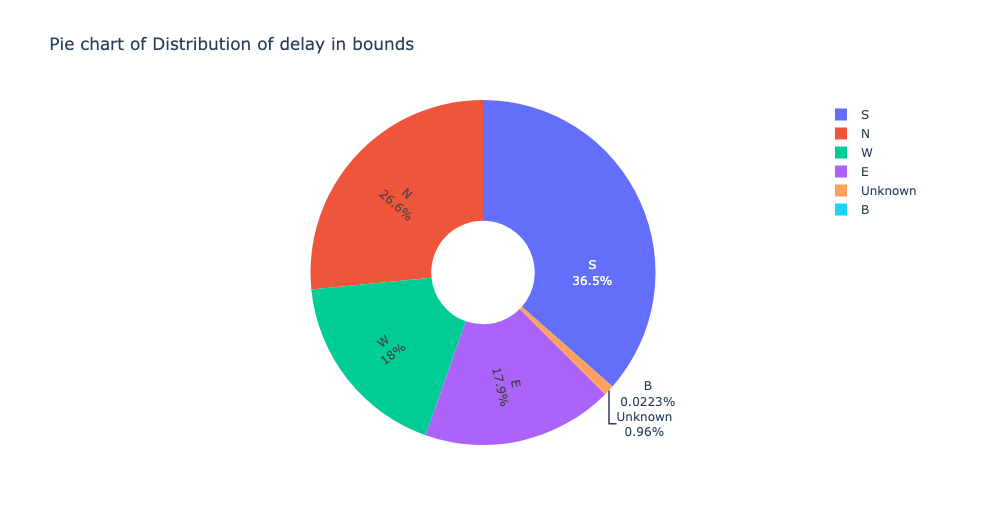 Pie chart of Distribution of delay in bounds
S
N
W
E
Unknown
B
N
26.6%
S
36.5%
W
18%
E
17.9%
B
0.0223%
Unknown
0.96%